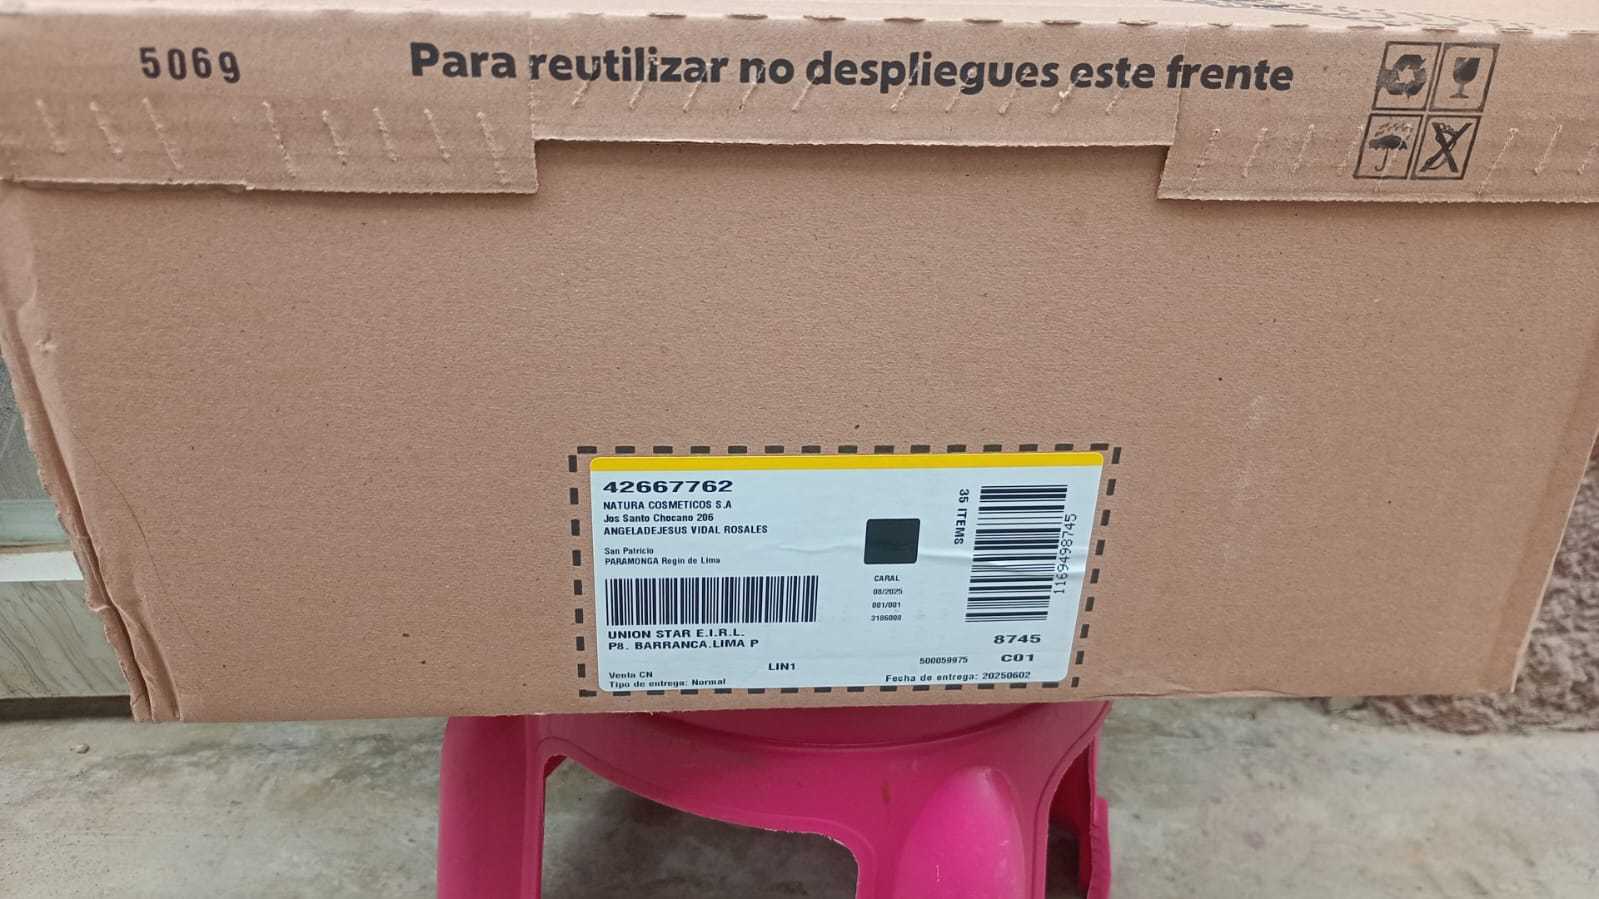 5069
Para reutilizar no despliegues este frente
42667762
NATURA COSMETICOS S.A
Jos Santo Chocano 206
ANGELADEJESUS VIDAL ROSALES
San Patricio
PARAMONGA Regin de Lima
UNION STAR E.I.R.L.
P8. BARRANCA.LIMA P
LIN1
Venta CN
Tipo de entrega: Normal
CARAL
08/2025
001/001
3186008
35 ITEMS
1169498745
8745
500059975
C01
Fecha de entrega: 20250602